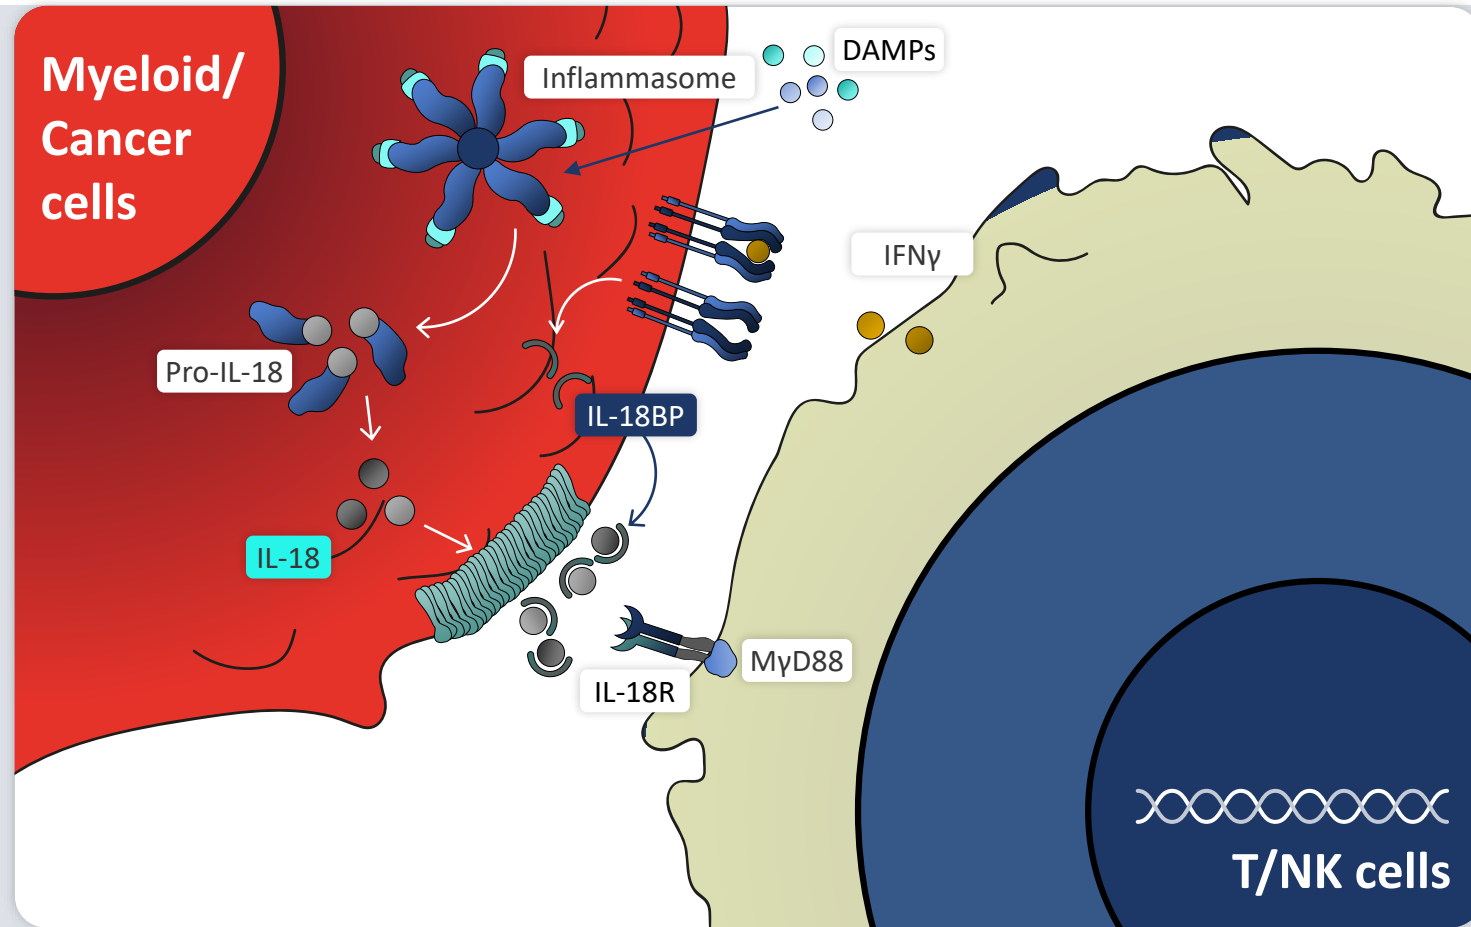 Myeloid/
Cancer
cells
Inflammasome
DAMPs
IFNγ
Pro-IL-18
IL-18BP
IL-18
MγD88
IL-18R
T/NK cells